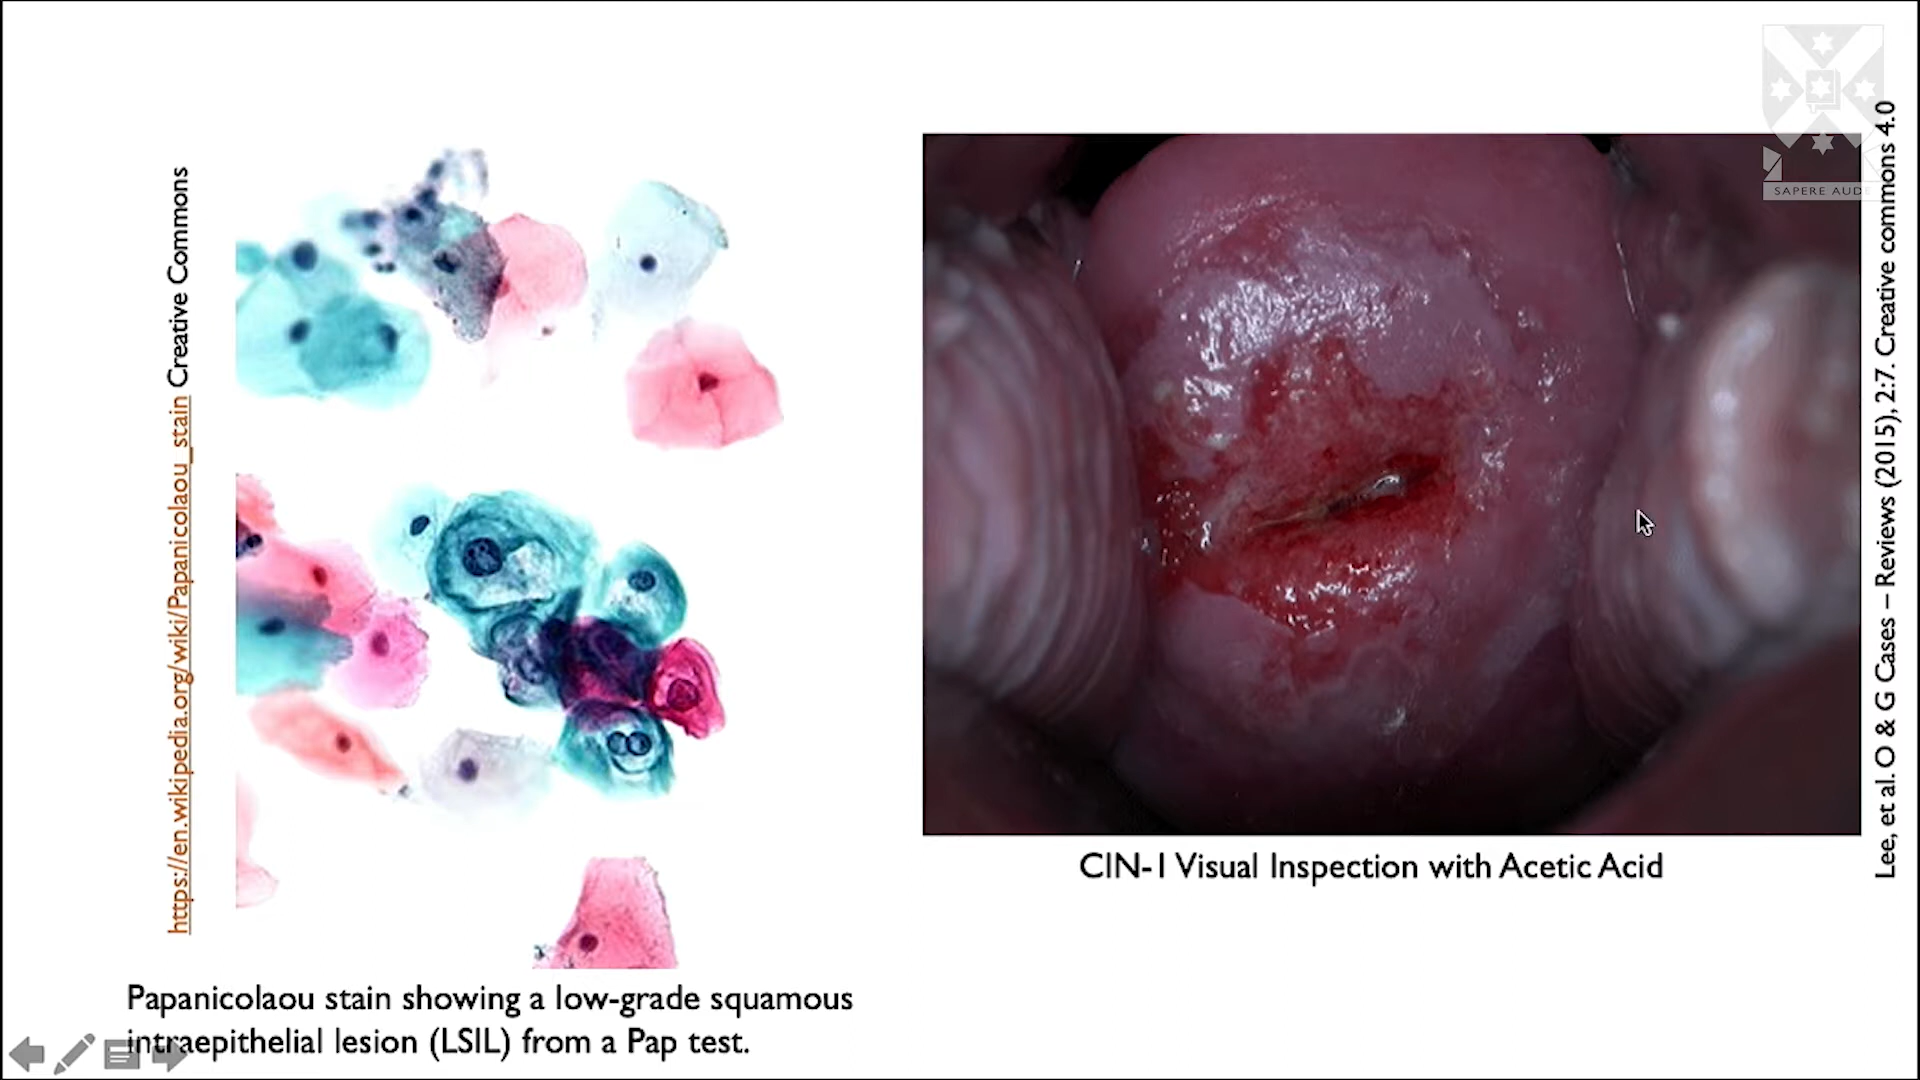 https://en.wikipedia.org/wiki/Papanicolaou_stain Creative Commons
Papanicolaou stain showing a low-grade squamous
intraepithelial lesion (LSIL) from a Pap test.
CIN-1 Visual Inspection with Acetic Acid
Lee, et al. O & G Cases – Reviews (2015), 2:7. Creative commons 4.0
SAPERE AUDE